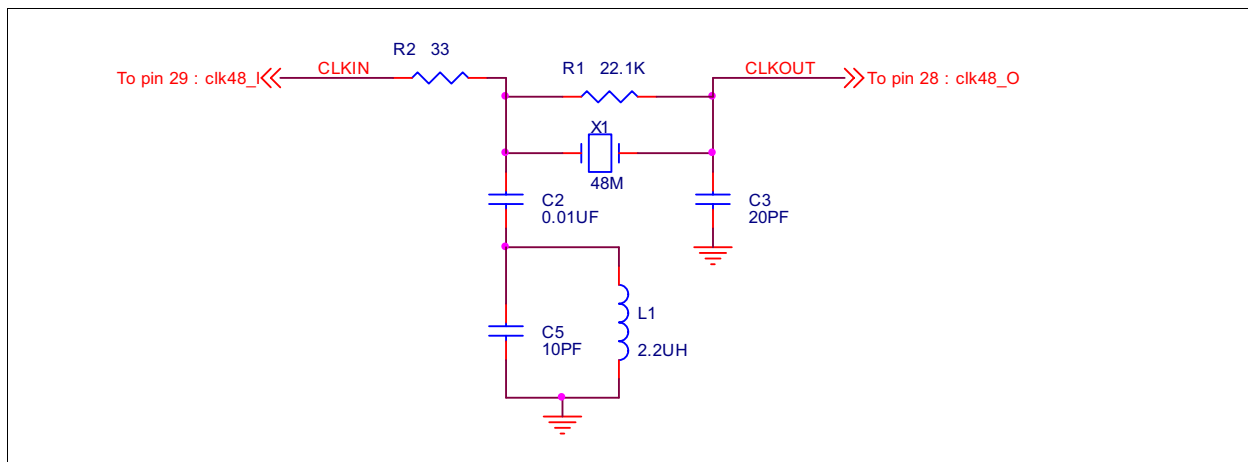 R2 33
To pin 29 : clk48_I
CLKIN
R1 22.1K
CLKOUT
To pin 28 : clk48_O
X1
48M
C2
0.01UF
C3
20PF
C5
10PF
L1
2.2UH